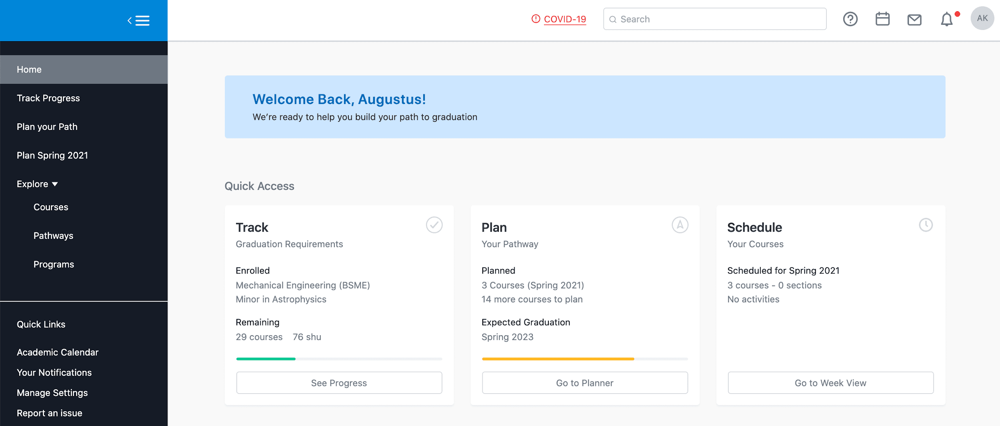 COVID-19
Search
AK
Home
Track Progress
Plan your Path
Plan Spring 2021
Explore
Courses
Pathways
Programs
Quick Links
Academic Calendar
Your Notifications
Manage Settings
Report an issue
Welcome Back, Augustus!
We’re ready to help you build your path to graduation
Quick Access
Track
Graduation Requirements
Enrolled
Mechanical Engineering (BSME)
Minor in Astrophysics
Remaining
29 courses 76 shu
See Progress
Plan
Your Pathway
Planned
3 Courses (Spring 2021)
14 more courses to plan
Expected Graduation
Spring 2023
Go to Planner
Schedule
Your Courses
Scheduled for Spring 2021
3 courses - 0 sections
No activities
Go to Week View